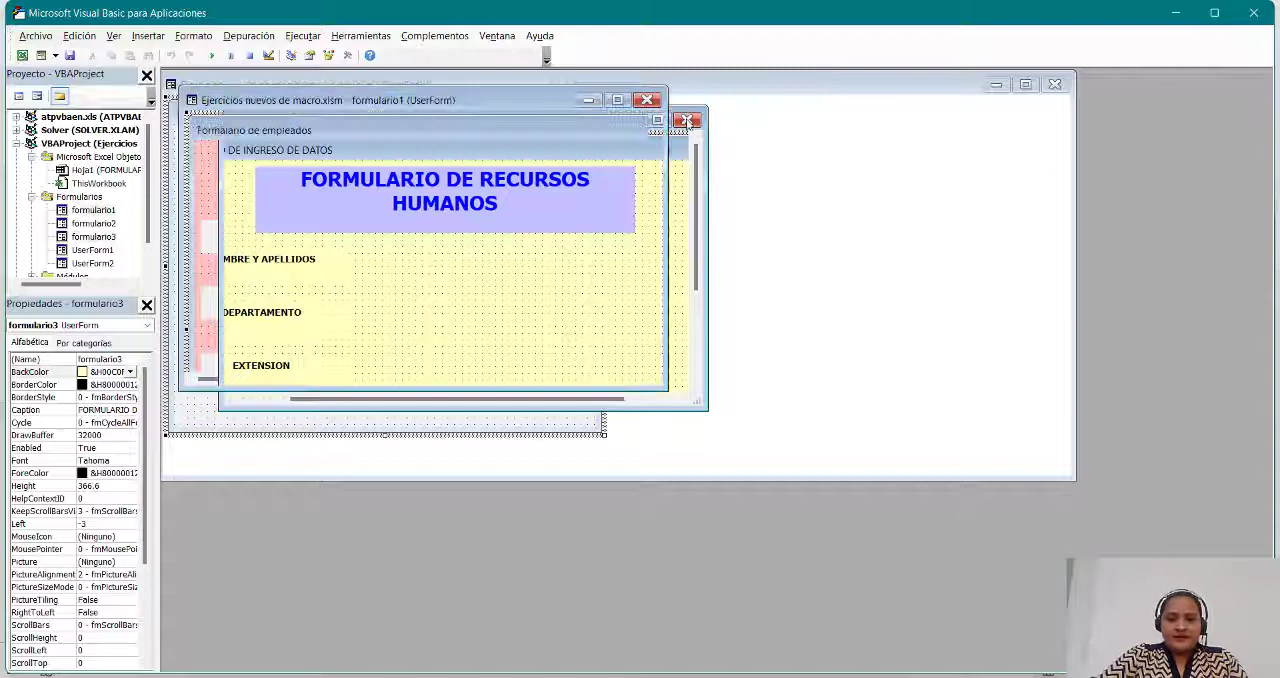 Microsoft Visual Basic para Aplicaciones
Archivo Edición Ver Insertar Formato Depuración Ejecutar Herramientas Complementos Ventana Ayuda
Proyecto - VBAProject
atpvbaen.xls (ATPVB
Solver (SOLVER.XLAM)
VBAProject (Ejercicios
Microsoft Excel Objeto
Hoja1 (FORMULAR
ThisWorkbook
Formularios
formulario1
formulario2
formulario3
UserForm1
UserForm2
Módulos
Propiedades - formulario3
formulario3 UserForm
Alfabética Por categorías
(Name) formulario3
BackColor &H00C0F
BorderColor &H80000012
BorderStyle 0 - fmBorderSty
Caption FORMULARIO D
Cycle 0 - fmCycleAllF
DrawBuffer 32000
Enabled True
Font Tahoma
ForeColor &H80000012
Height 366.6
HelpContextID 0
KeepScrollBarsVi 3 - fmScrollBars
Left -3
MouseIcon (Ninguno)
MousePointer 0 - fmMousePoi
Picture (Ninguno)
PictureAlignment 2 - fmPictureAli
PictureSizeMode 0 - fmPictureSiz
PictureTiling False
RightToLeft False
ScrollBars 0 - fmScrollBars
ScrollHeight 0
ScrollLeft 0
ScrollTop 0
Ejercicios nuevos de macro.xlsm - formulario1 (UserForm)
Formulario de empleados
DE INGRESO DE DATOS
FORMULARIO DE RECURSOS
HUMANOS
MBRE Y APELLIDOS
DEPARTAMENTO
EXTENSION